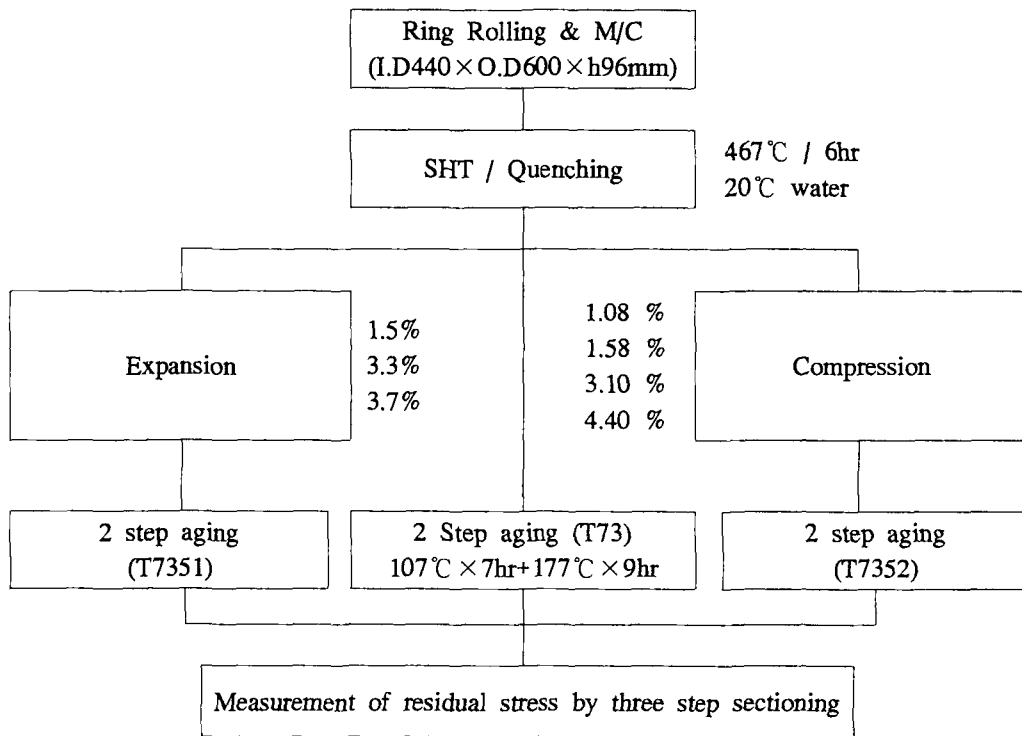 Ring Rolling & M/C
(I.D440×O.D600×h96mm)
SHT / Quenching
467℃ / 6hr
20℃ water
Expansion
1.5%
3.3%
3.7%
1.08 %
1.58 %
3.10 %
4.40 %
Compression
2 step aging
(T7351)
2 Step aging (T73)
107℃×7hr+177℃×9hr
2 step aging
(T7352)
Measurement of residual stress by three step sectioning